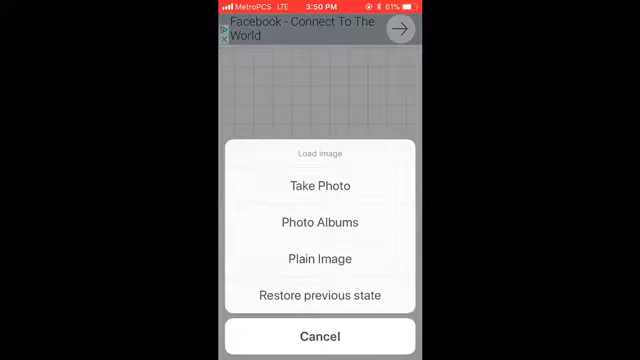 MetroPCS LTE 3:50 PM 61%
Facebook - Connect To The
World
Load image
Take Photo
Photo Albums
Plain Image
Restore previous state
Cancel